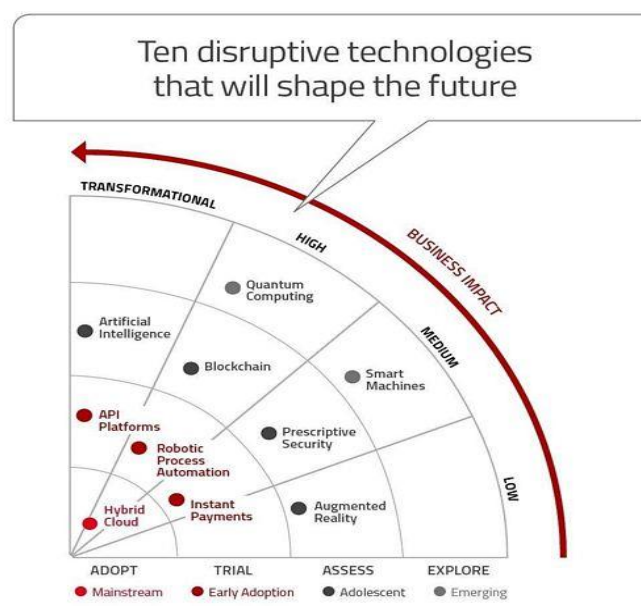 Ten disruptive technologies
that will shape the future
TRANSFORMATIONAL
HIGH
BUSINESS IMPACT
MEDIUM
LOW
Quantum
Computing
Artificial
Intelligence
Blockchain
Smart
Machines
API
Platforms
Prescriptive
Security
Robotic
Process
Automation
Hybrid
Cloud
Instant
Payments
Augmented
Reality
ADOPT
TRIAL
ASSESS
EXPLORE
Mainstream
Early Adoption
Adolescent
Emerging